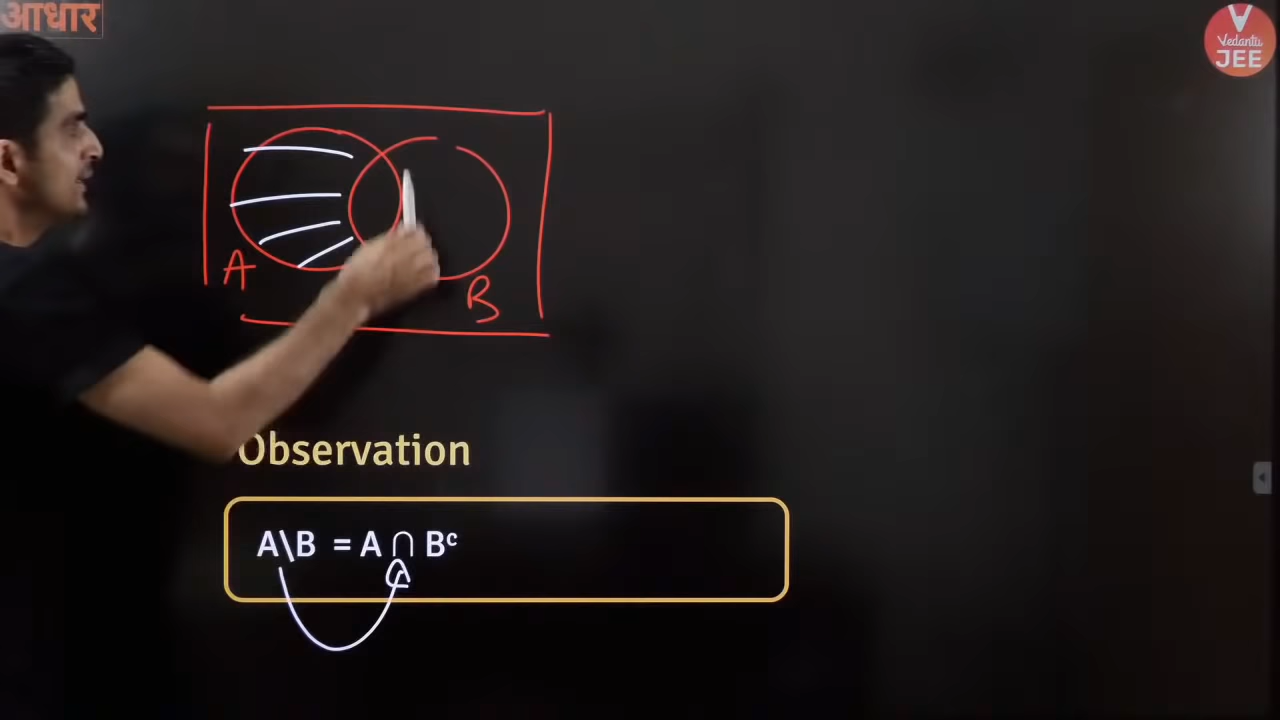 आधार
Vedantu
JEE
A
B
Observation
A\B = A ∩ Bᶜ